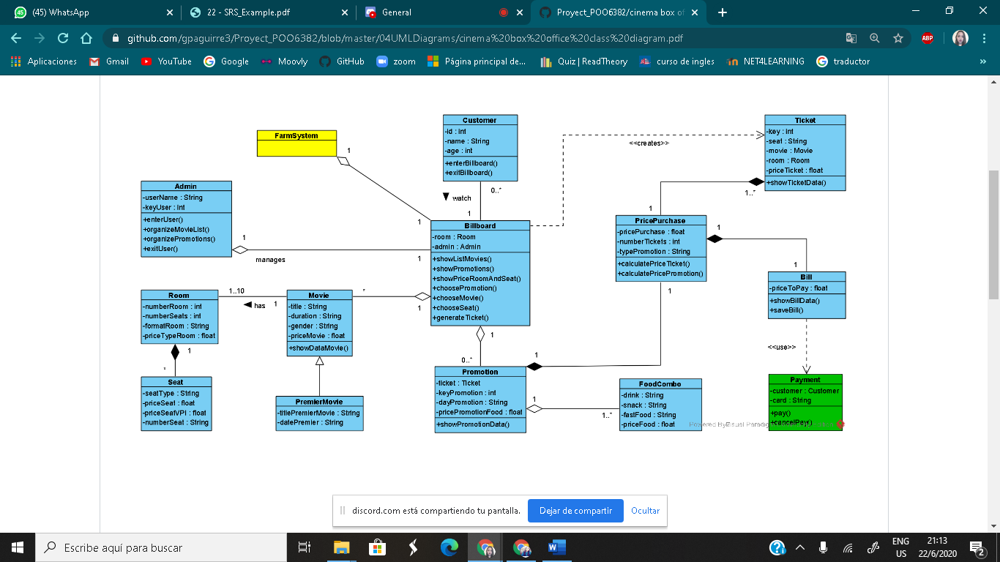 (45) WhatsApp
22 - SRS_Example.pdf
General
Proyect_POO6382/cinema box of
github.com/gpaguirre3/Proyect_POO6382/blob/master/04UMLDiagrams/cinema%20box%20office%20class%20diagram.pdf
ABP
Aplicaciones
Gmail
YouTube
Google
Moovly
GitHub
zoom
Página principal de...
Quiz | ReadTheory
curso de ingles
NET4LEARNING
traductor
»
FarmSystem
1
1
Customer
-id : int
-name : String
-age : int
+enterBillboard()
+exitBillboard()
0..*
watch
1
<<creates>>
Ticket
-key : int
-seat : String
-movie : Movie
-room : Room
-priceTicket : float
+showTicketData()
1..*
1
Admin
-userName : String
-keyUser : int
+enterUser()
+organizeMovieList()
+organizePromotions()
+exitUser()
1
manages
1
Billboard
-room : Room
-admin : Admin
+showListMovies()
+showPromotions()
+showPriceRoomAndSeat()
+choosePromotion()
+chooseMovie()
+chooseSeat()
+generateTicket()
PricePurchase
-pricePurchase : float
-numberTickets : int
-typePromotion : String
+calculatePriceTicket()
+calculatePricePromotion()
1
1
1
Bill
-priceToPay : float
+showBillData()
+saveBill()
<<use>>
Room
-numberRoom : int
-numberSeats : int
-formatRoom : String
-priceTypeRoom : float
1..10
has
1
Movie
-title : String
-duration : String
-gender : String
-priceMovie : float
+showDataMovie()
*
1
1
*
Seat
-seatType : String
-priceSeat : float
-priceSeatVPI : float
-numberSeat : String
PremierMovie
-titlePremierMovie : String
-datePremier : String
1
0..*
Promotion
-ticket : Ticket
-keyPromotion : int
-dayPromotion : String
-pricePromotionFood : float
+showPromotionData()
1
1
1..*
FoodCombo
-drink : String
-snack : String
-fastFood : String
-priceFood : float
Payment
-customer : Customer
-card : String
+pay()
+cancelPay()
Powered By Visual Paradig
discord.com está compartiendo tu pantalla.
Dejar de compartir
Ocultar
Escribe aquí para buscar
ENG
US
21:13
22/6/2020
2